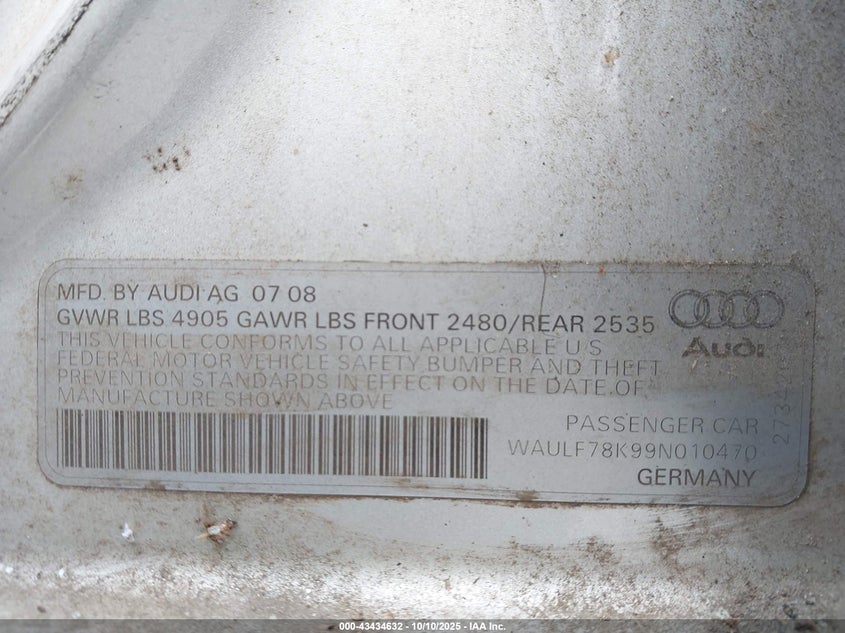 MFD. BY AUDI AG 07 08
GVWR LBS 4905 GAWR LBS FRONT 2480/REAR 2535
THIS VEHICLE CONFORMS TO ALL APPLICABLE U S
FEDERAL MOTOR VEHICLE SAFETY BUMPER AND THEFT
PREVENTION STANDARDS IN EFFECT ON THE DATE OF
MANUFACTURE SHOWN ABOVE
Audi
PASSENGER CAR
WAULF78K99N010470
GERMANY
000-43434632 - 10/10/2025 - IAA Inc.